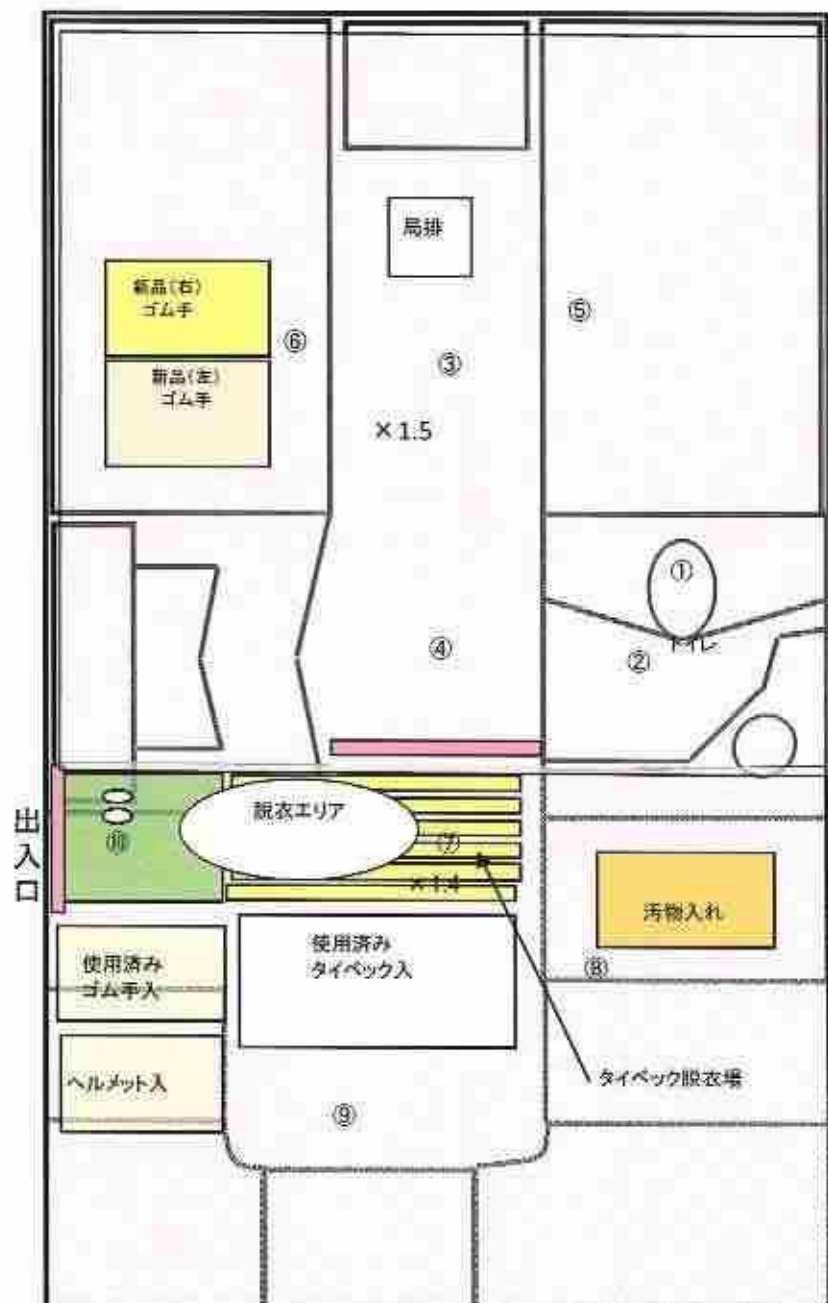 局排
新品(右)
ゴム手
⑥
⑤
③
新品(左)
ゴム手
×1.5
①
④
②
トイレ
出入口
⑩
脱衣エリア
⑦
×1.4
汚物入れ
使用済み
ゴム手入
使用済み
タイベック入
⑧
ヘルメット入
タイベック脱衣場
⑨